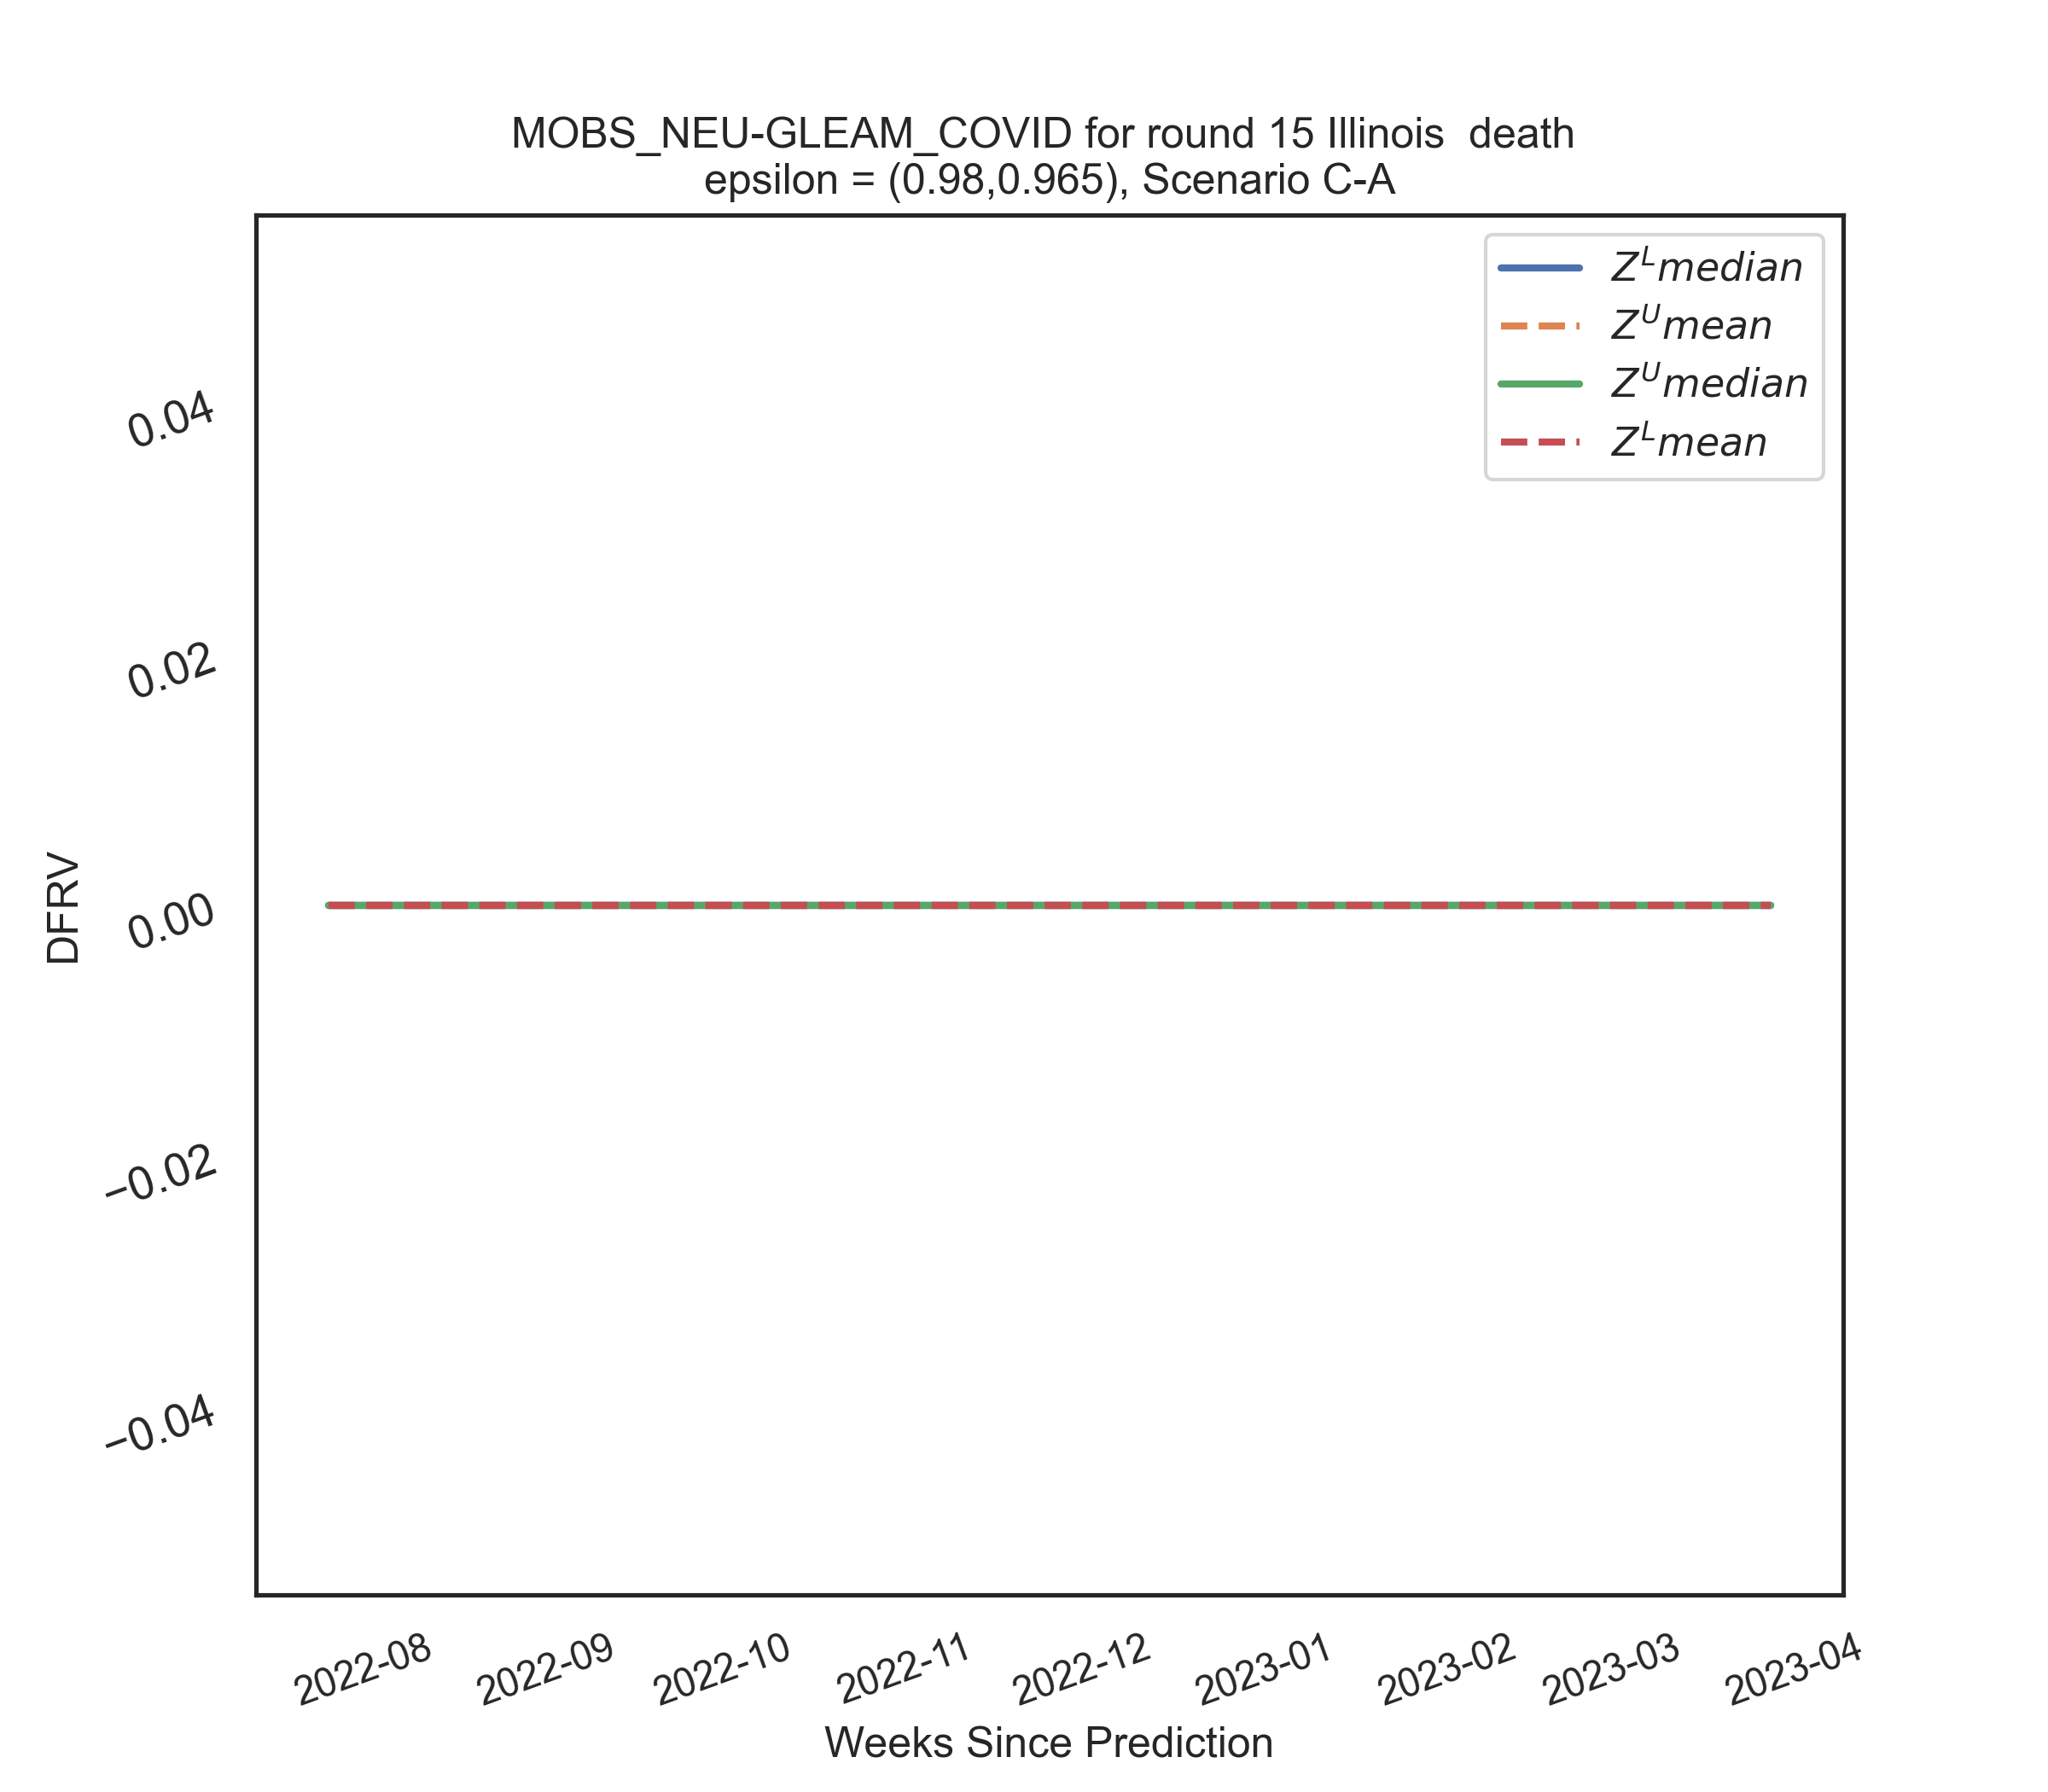 MOBS_NEU-GLEAM_COVID for round 15 Illinois  death
epsilon = (0.98,0.965), Scenario C-A
Z^L median
Z^U mean
Z^U median
Z^L mean
0.04
0.02
0.00
−0.02
−0.04
DFRV
2022-08
2022-09
2022-10
2022-11
2022-12
2023-01
2023-02
2023-03
2023-04
Weeks Since Prediction